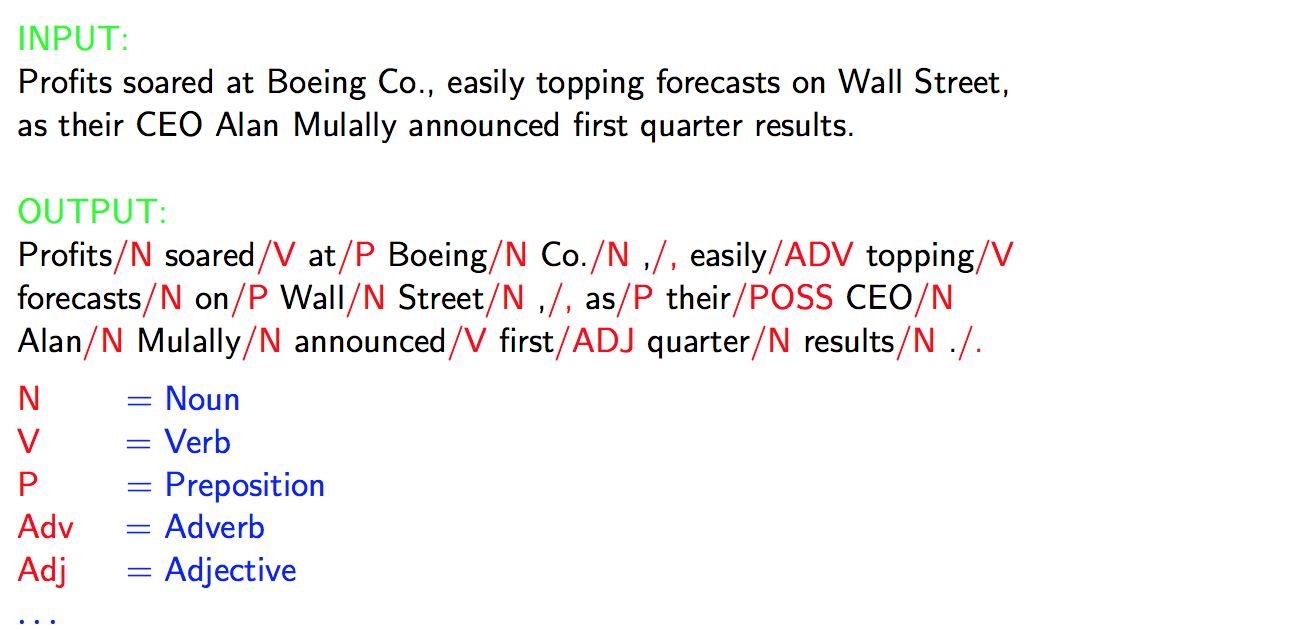 INPUT:
Profits soared at Boeing Co., easily topping forecasts on Wall Street,
as their CEO Alan Mulally announced first quarter results.
OUTPUT:
Profits/N soared/V at/P Boeing/N Co./N ,/, easily/ADV topping/V
forecasts/N on/P Wall/N Street/N ,/, as/P their/POSS CEO/N
Alan/N Mulally/N announced/V first/ADJ quarter/N results/N ./.
N = Noun
V = Verb
P = Preposition
Adv = Adverb
Adj = Adjective
...